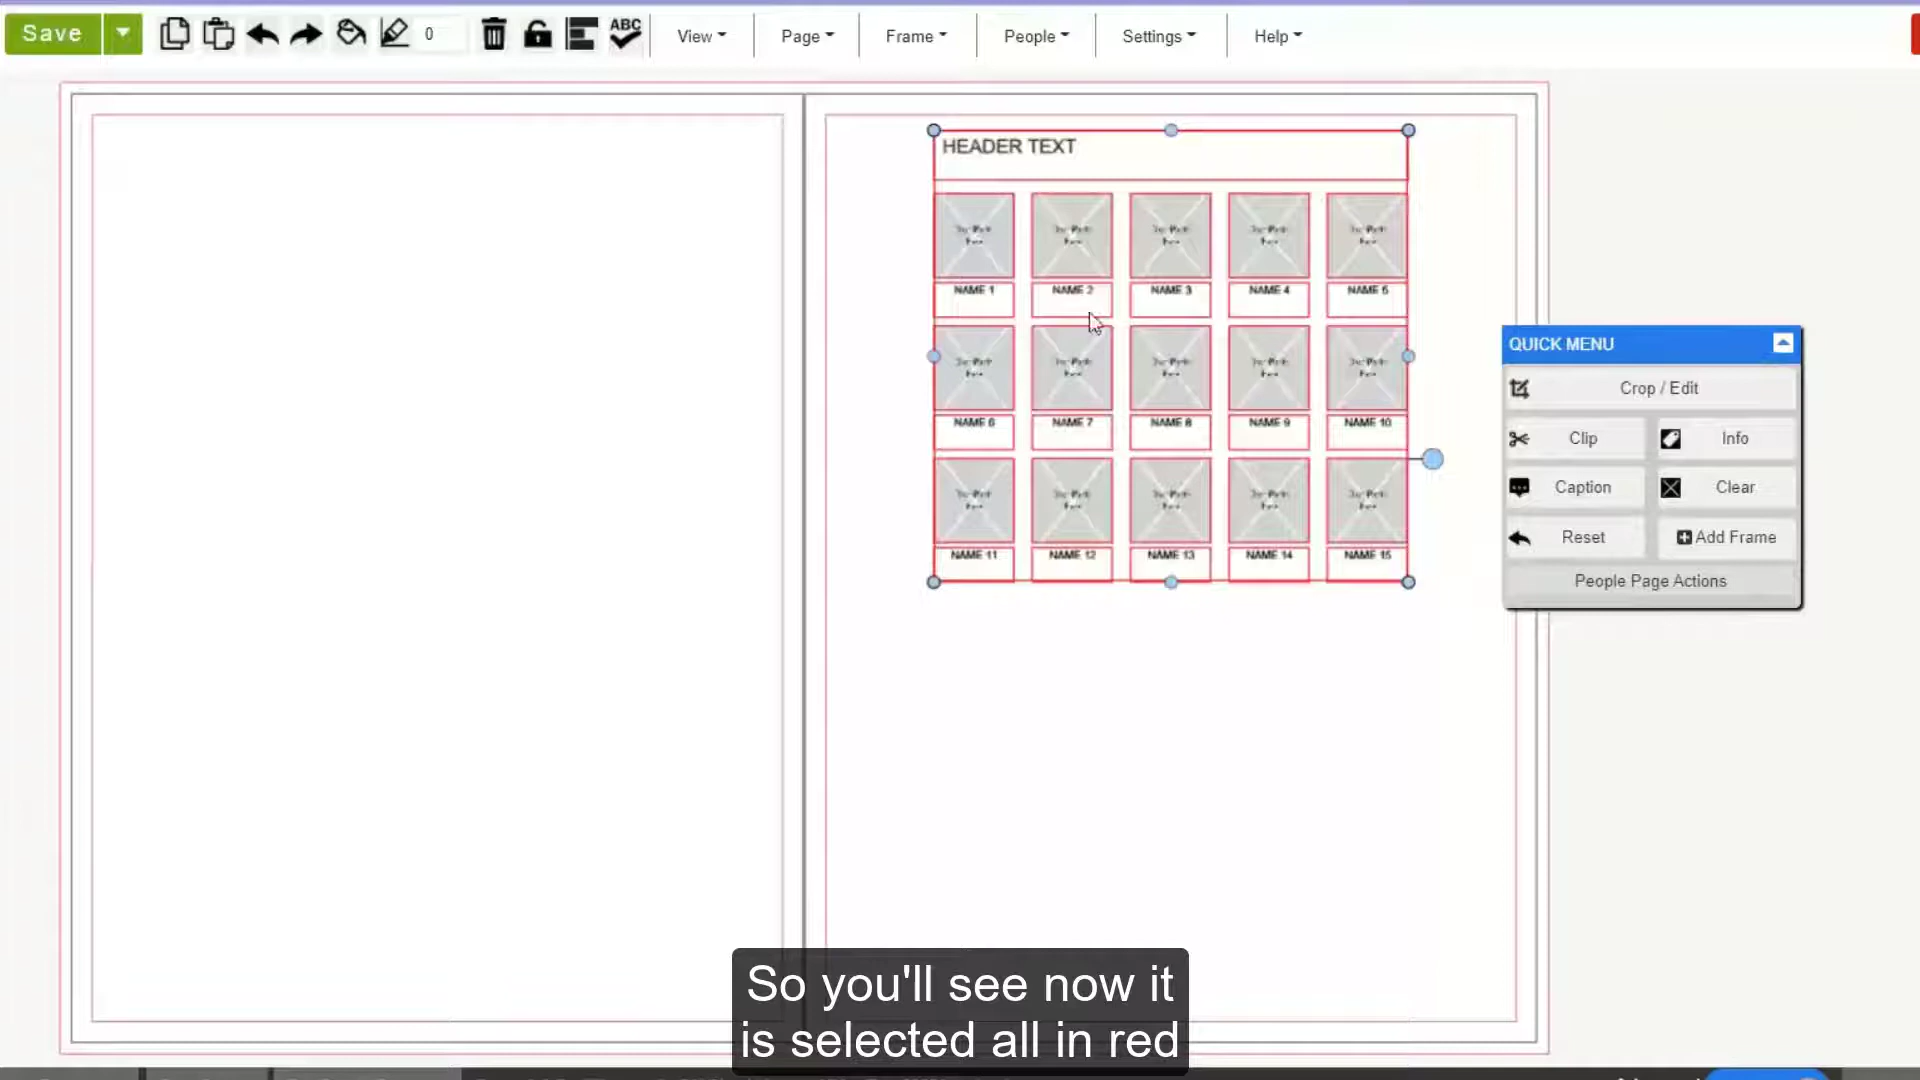 Save
0
ABC
View
Page
Frame
People
Settings
Help
HEADER TEXT
NAME 1
NAME 2
NAME 3
NAME 4
NAME 5
NAME 6
NAME 7
NAME 8
NAME 9
NAME 10
NAME 11
NAME 12
NAME 13
NAME 14
NAME 15
QUICK MENU
Crop / Edit
Clip
Info
Caption
Clear
Reset
Add Frame
People Page Actions
So you'll see now it
is selected all in red